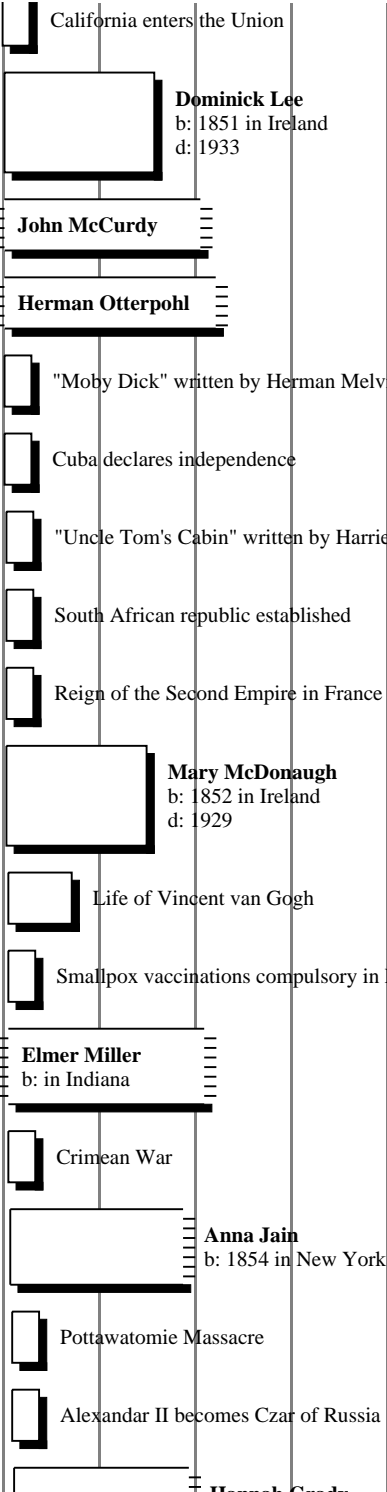 California enters the Union
Dominick Lee
b: 1851 in Ireland
d: 1933
John McCurdy
Herman Otterpohl
"Moby Dick" written by Herman Melv
Cuba declares independence
"Uncle Tom's Cabin" written by Harrie
South African republic established
Reign of the Second Empire in France
Mary McDonaugh
b: 1852 in Ireland
d: 1929
Life of Vincent van Gogh
Smallpox vaccinations compulsory in
Elmer Miller
b: in Indiana
Crimean War
Anna Jain
b: 1854 in New York
Pottawatomie Massacre
Alexandar II becomes Czar of Russia
Hannah Grady